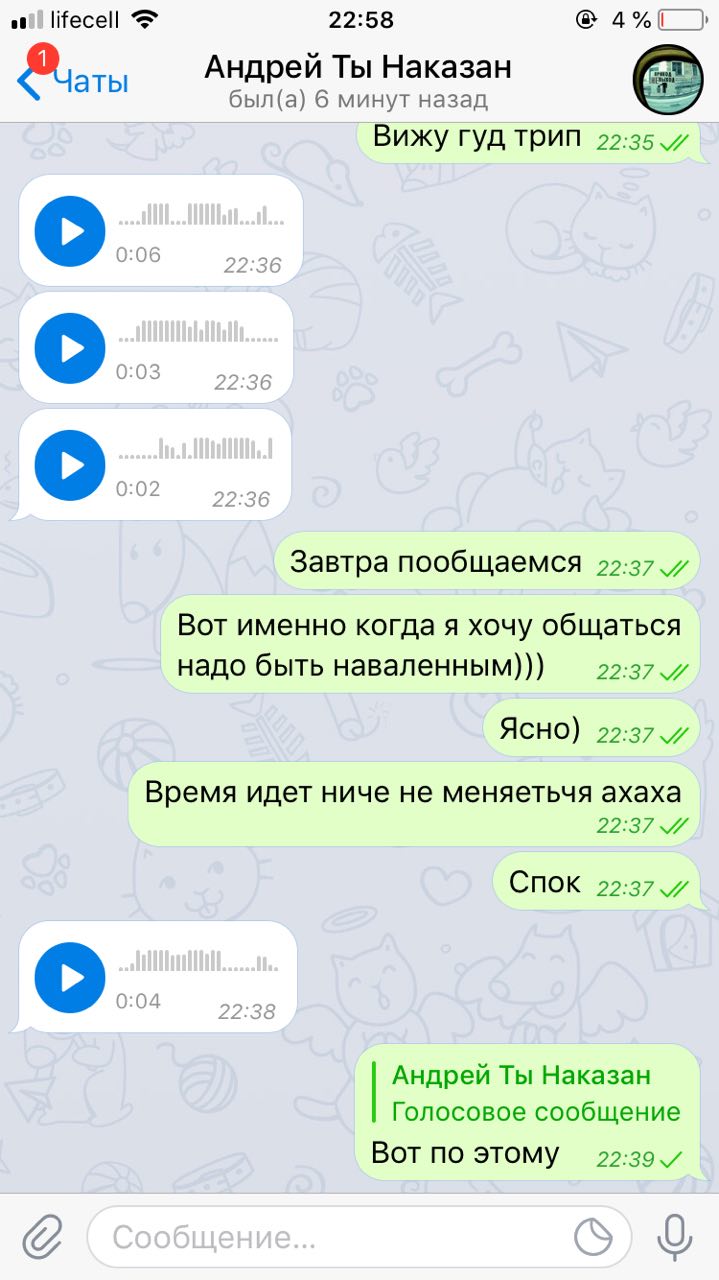 lifecell 22:58 4 %
1
Чаты
Андрей Ты Наказан
был(а) 6 минут назад
Вижу гуд трип 22:35
0:06 22:36
0:03 22:36
0:02 22:36
Завтра пообщаемся 22:37
Вот именно когда я хочу общаться
надо быть наваленным))) 22:37
Ясно) 22:37
Время идет ниче не меняетьчя ахаха
22:37
Спок 22:37
0:04 22:38
Андрей Ты Наказан
Голосовое сообщение
Вот по этому 22:39
Сообщение...